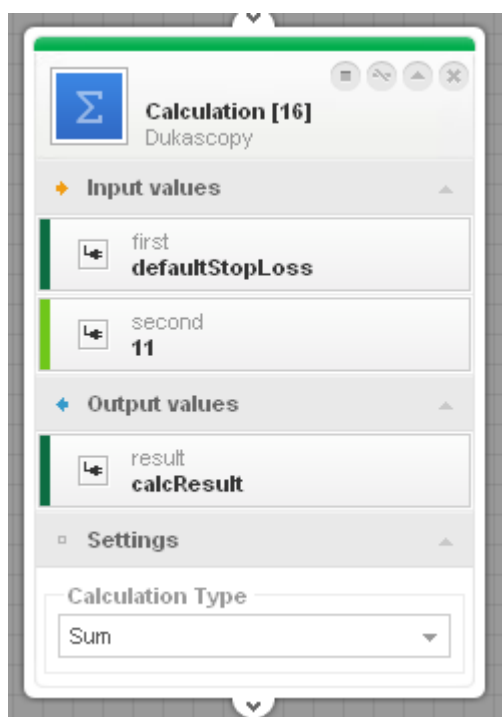 Σ
Calculation [16]
Dukascopy
Input values
first
defaultStopLoss
second
11
Output values
result
calcResult
Settings
Calculation Type
Sum